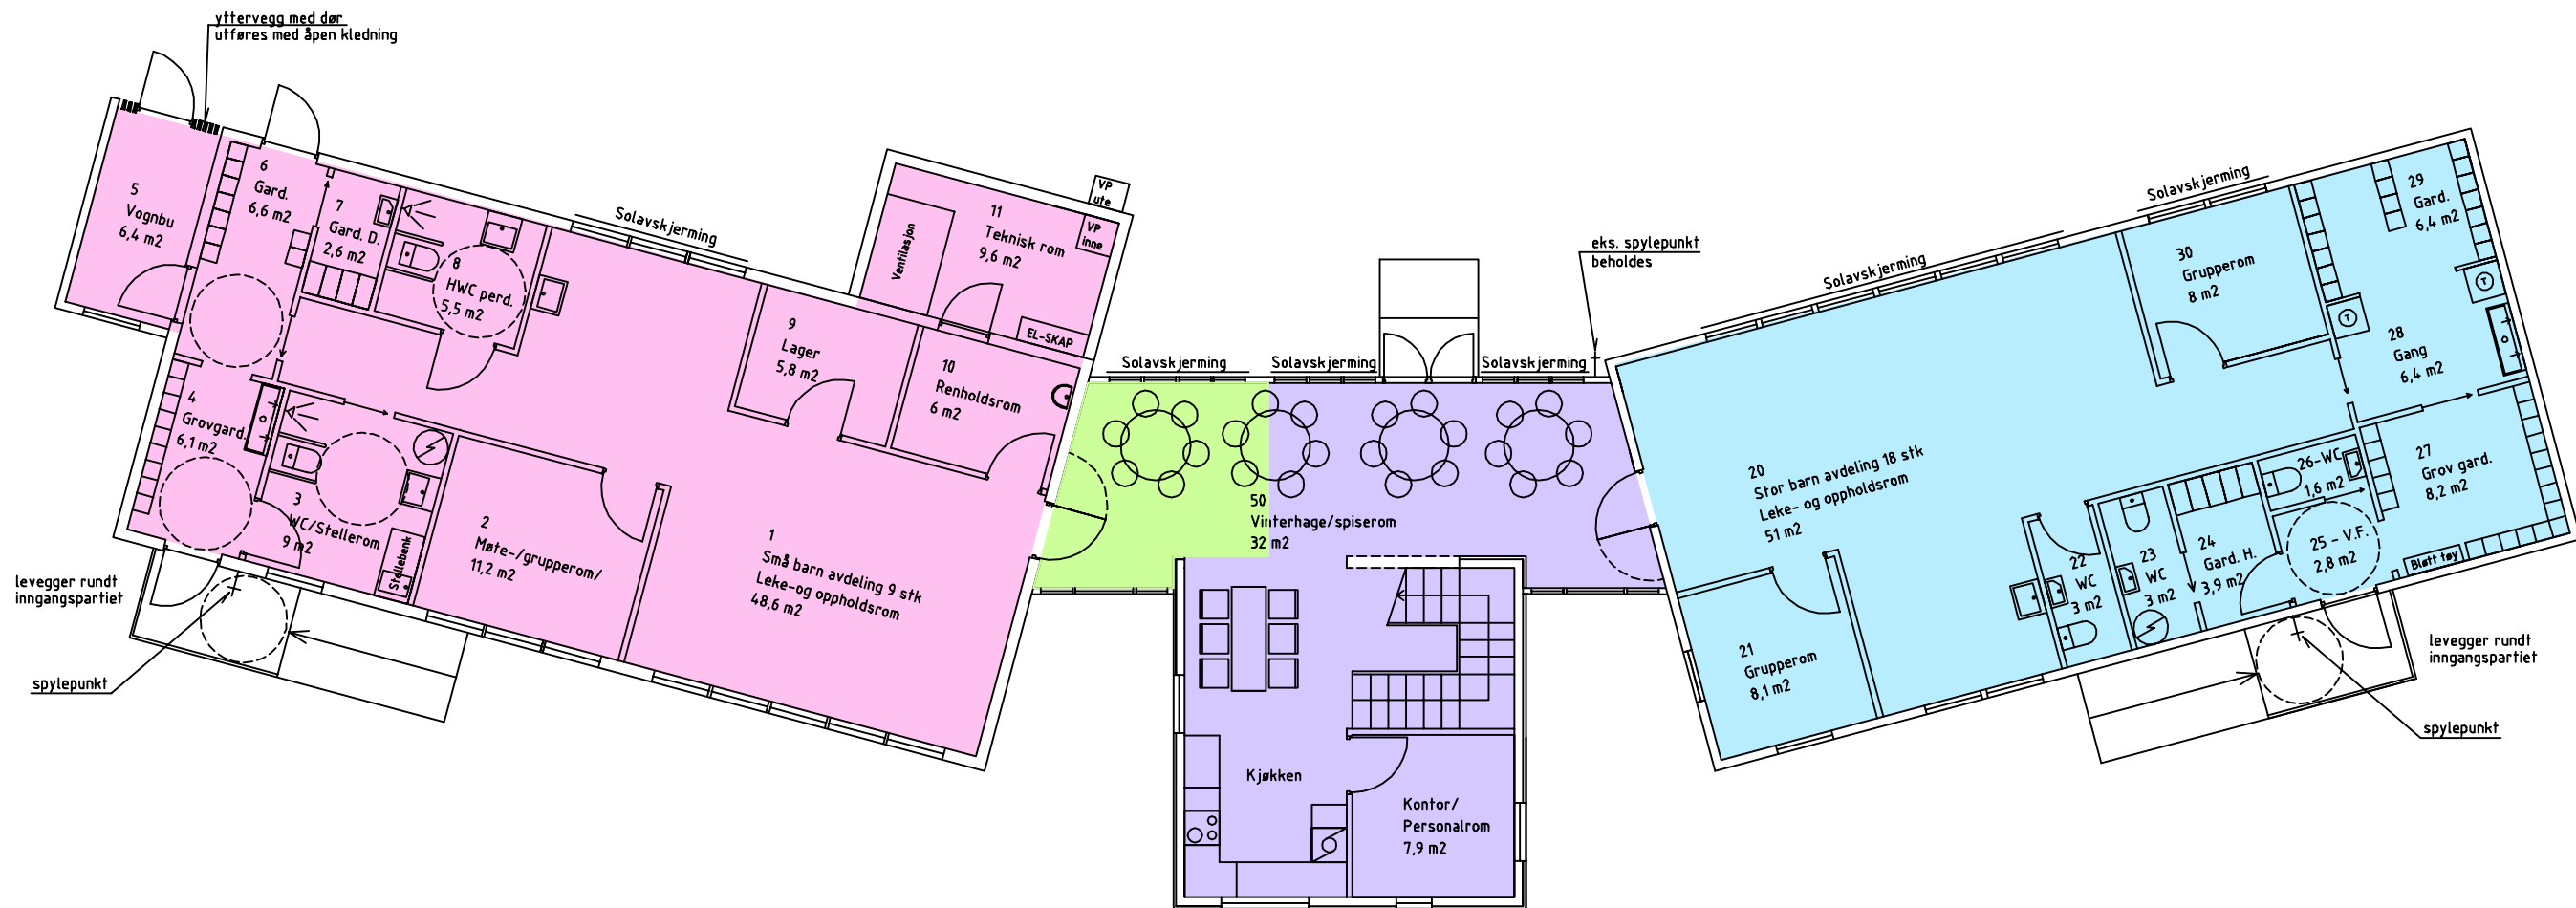 yttervegg med dør
utføres med åpen kledning
5
Vognbu
6,4 m2
6
Gard.
6,6 m2
7
Gard. D.
2,6 m2
8
HWC perd.
5,5 m2
Solavskjerming
4
Grovgard.
6,1 m2
3
WC/Stellerom
9 m2
Stellebenk
2
Møte-/grupperom/
11,2 m2
1
Små barn avdeling 9 stk
Leke-og oppholdsrom
48,6 m2
9
Lager
5,8 m2
10
Renholdsrom
6 m2
11
Teknisk rom
9,6 m2
Ventilasjon
VP
ute
VP
inne
EL-SKAP
levegger rundt
inngangspartiet
spylepunkt
Solavskjerming
Solavskjerming
Solavskjerming
eks. spylepunkt
beholdes
50
Vinterhage/spiserom
32 m2
Kjøkken
Kontor/
Personalrom
7,9 m2
Solavskjerming
Solavskjerming
20
Stor barn avdeling 18 stk
Leke- og oppholdsrom
51 m2
21
Grupperom
8,1 m2
30
Grupperom
8 m2
29
Gard.
6,4 m2
T
T
28
Gang
6,4 m2
27
Grov gard.
8,2 m2
26-WC
1,6 m2
25 - V.F.
2,8 m2
24
Gard. H.
3,9 m2
23
WC
3 m2
22
WC
3 m2
Bløtt tøy
levegger rundt
inngangspartiet
spylepunkt